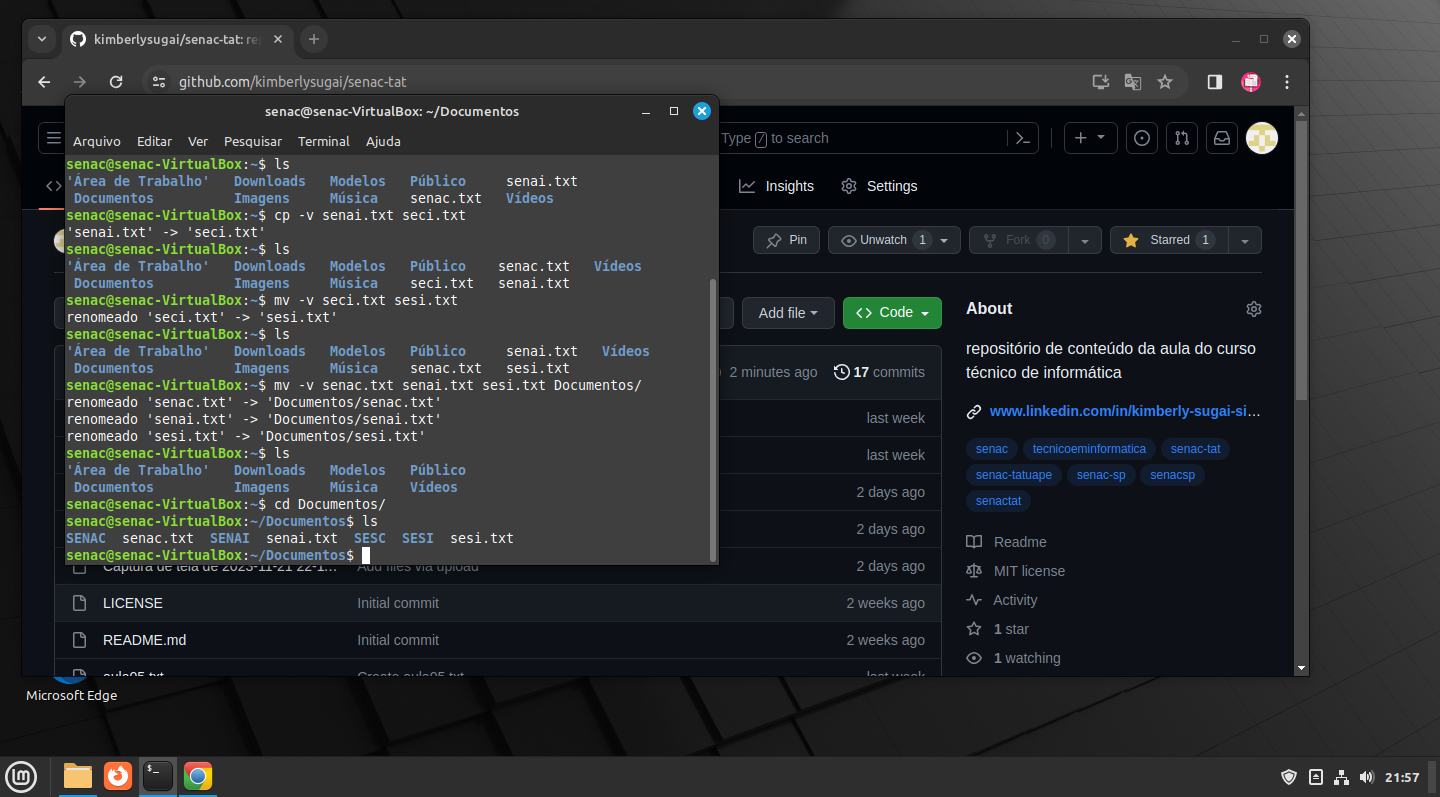 kimberlysugai/senac-tat: re
github.com/kimberlysugai/senac-tat
senac@senac-VirtualBox: ~/Documentos
Arquivo Editar Ver Pesquisar Terminal Ajuda
senac@senac-VirtualBox:~$ ls
'Área de Trabalho' Downloads Modelos Público senai.txt
Documentos Imagens Música senac.txt Vídeos
senac@senac-VirtualBox:~$ cp -v senai.txt seci.txt
'senai.txt' -> 'seci.txt'
senac@senac-VirtualBox:~$ ls
'Área de Trabalho' Downloads Modelos Público senac.txt Vídeos
Documentos Imagens Música seci.txt senai.txt
senac@senac-VirtualBox:~$ mv -v seci.txt sesi.txt
renomeado 'seci.txt' -> 'sesi.txt'
senac@senac-VirtualBox:~$ ls
'Área de Trabalho' Downloads Modelos Público senai.txt Vídeos
Documentos Imagens Música senac.txt sesi.txt
senac@senac-VirtualBox:~$ mv -v senac.txt senai.txt sesi.txt Documentos/
renomeado 'senac.txt' -> 'Documentos/senac.txt'
renomeado 'senai.txt' -> 'Documentos/senai.txt'
renomeado 'sesi.txt' -> 'Documentos/sesi.txt'
senac@senac-VirtualBox:~$ ls
'Área de Trabalho' Downloads Modelos Público
Documentos Imagens Música Vídeos
senac@senac-VirtualBox:~$ cd Documentos/
senac@senac-VirtualBox:~/Documentos$ ls
SENAC senac.txt SENAI senai.txt SESC SESI sesi.txt
senac@senac-VirtualBox:~/Documentos$
Type / to search
Insights Settings
Pin Unwatch 1 Fork 0 Starred 1
Add file Code
2 minutes ago 17 commits
last week
last week
2 days ago
2 days ago
Captura de tela de 2023-11-21 22-1... Add files via upload 2 days ago
LICENSE Initial commit 2 weeks ago
README.md Initial commit 2 weeks ago
aula05.txt Create aula05.txt last week
About
repositório de conteúdo da aula do curso
técnico de informática
www.linkedin.com/in/kimberly-sugai-si...
senac tecnicoeminformatica senac-tat
senac-tatuape senac-sp senacsp
senactat
Readme
MIT license
Activity
1 star
1 watching
Microsoft Edge
21:57